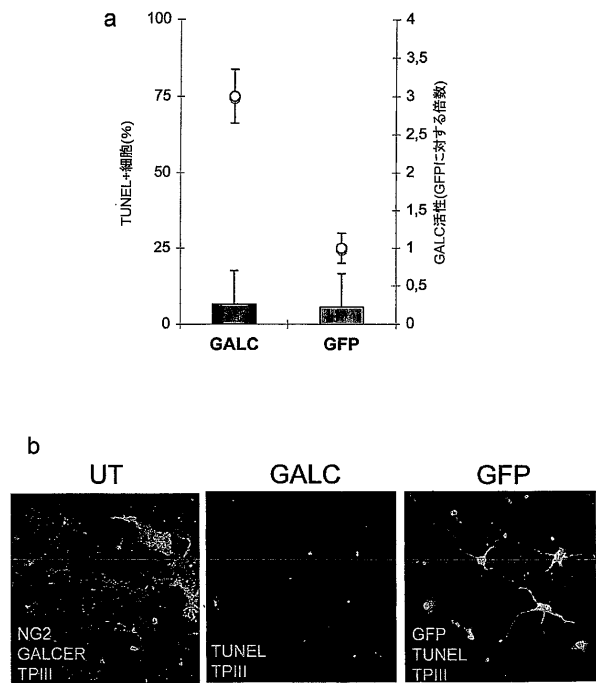 a
TUNEL+細胞(%)
100
75
50
25
0
GALC
GFP
4
3,5
3
2,5
2
1,5
1
0,5
0
GALC活性(GFPに対する倍数)
b
UT
GALC
GFP
NG2
GALCER
TPIII
TUNEL
TPIII
GFP
TUNEL
TPIII